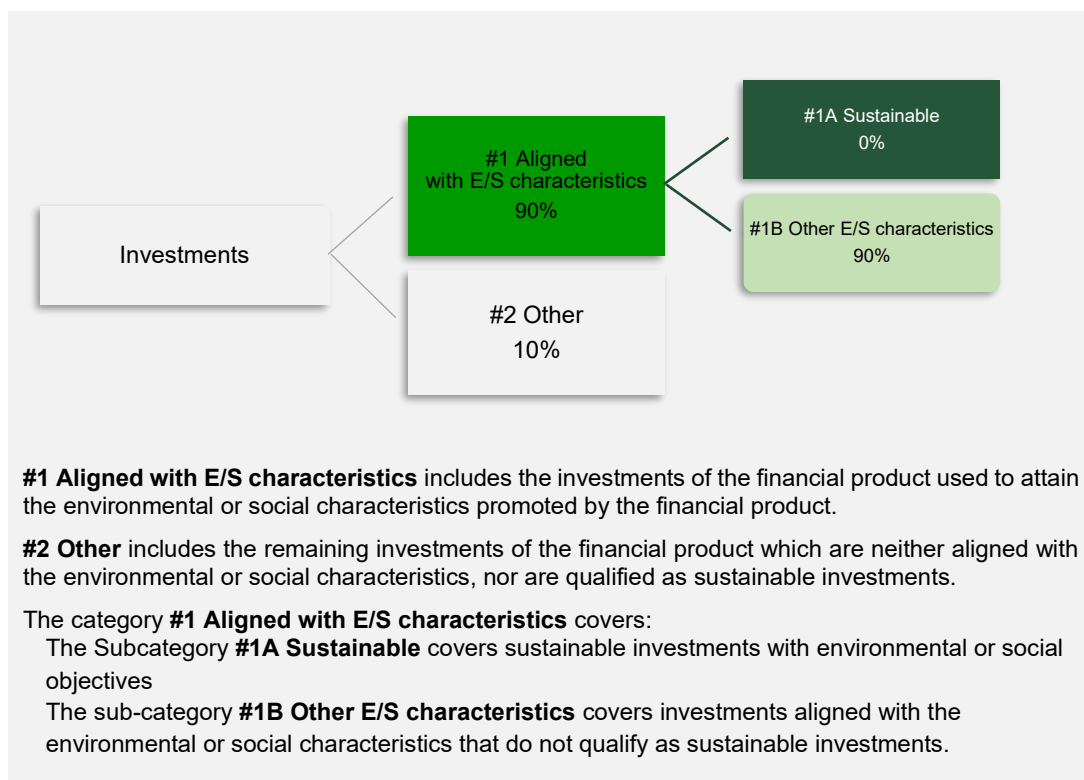 #1A Sustainable
0%
#1 Aligned
with E/S characteristics
90%
#1B Other E/S characteristics
90%
Investments
#2 Other
10%
#1 Aligned with E/S characteristics includes the investments of the financial product used to attain
the environmental or social characteristics promoted by the financial product.
#2 Other includes the remaining investments of the financial product which are neither aligned with
the environmental or social characteristics, nor are qualified as sustainable investments.
The category #1 Aligned with E/S characteristics covers:
The Subcategory #1A Sustainable covers sustainable investments with environmental or social
objectives
The sub-category #1B Other E/S characteristics covers investments aligned with the
environmental or social characteristics that do not qualify as sustainable investments.